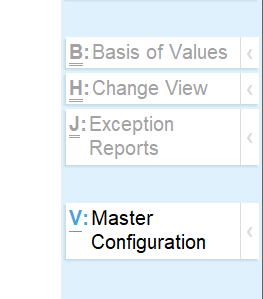 B: Basis of Values
H: Change View
J: Exception
Reports
V: Master
Configuration